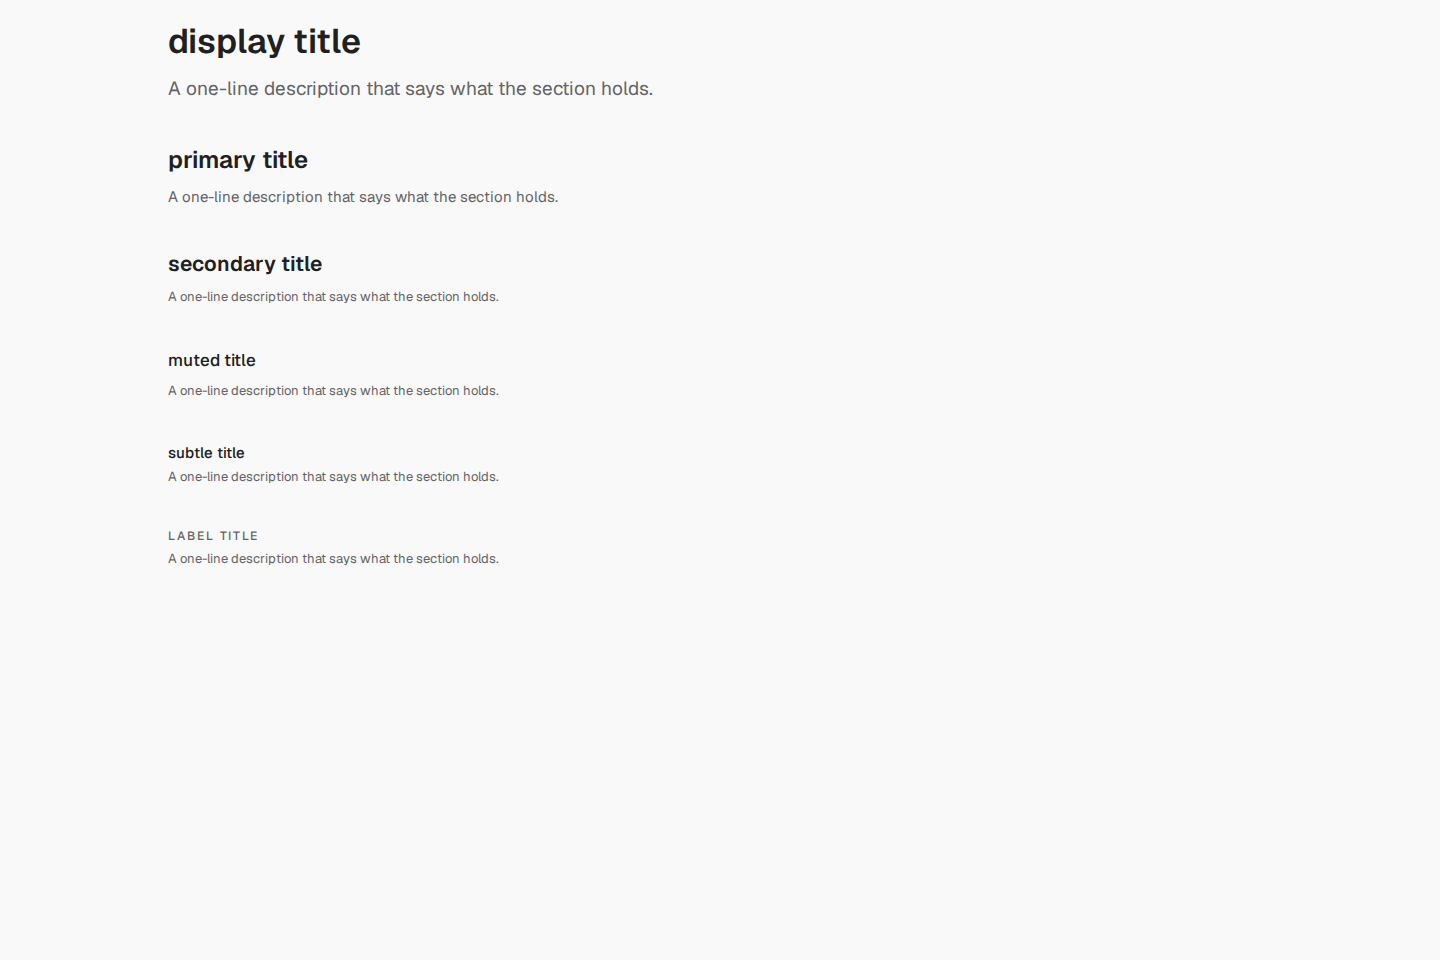 display title
A one-line description that says what the section holds.
primary title
A one-line description that says what the section holds.
secondary title
A one-line description that says what the section holds.
muted title
A one-line description that says what the section holds.
subtle title
A one-line description that says what the section holds.
LABEL TITLE
A one-line description that says what the section holds.